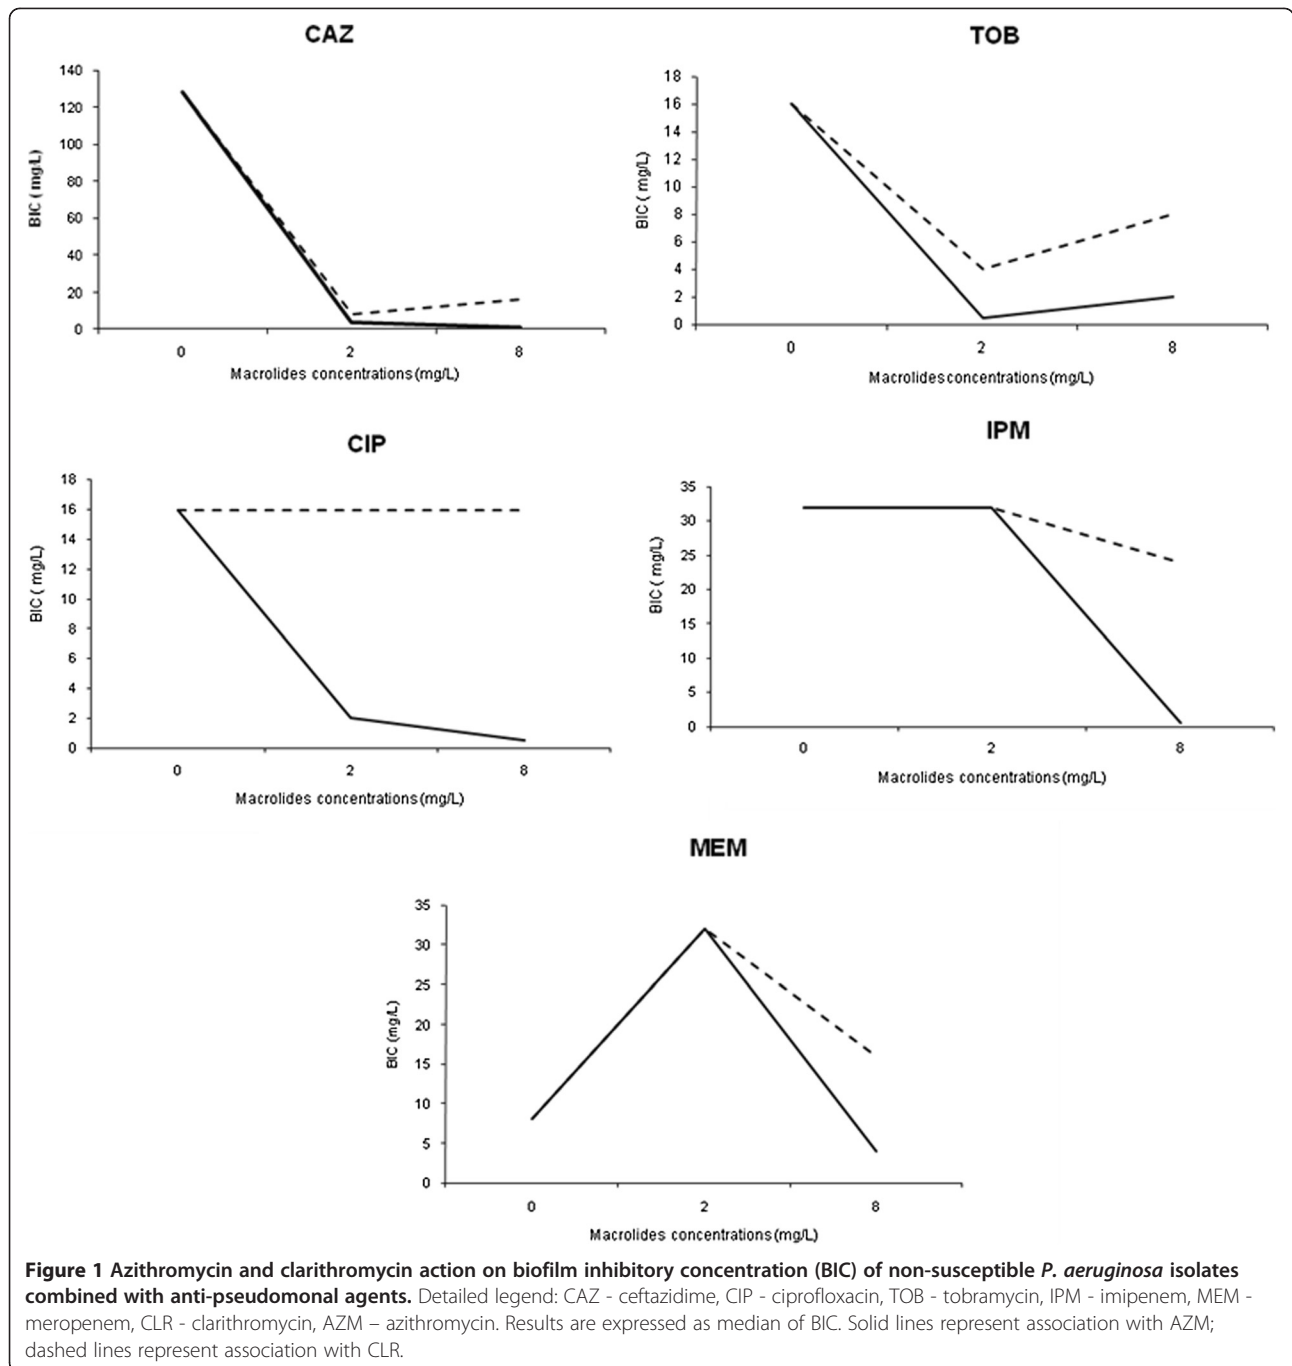 CAZ
140
120
100
80
60
40
20
0
BIC ( mg/L)
0 2 8
Macrolides concentrations (mg/L)
TOB
18
16
14
12
10
8
6
4
2
0
BIC ( mg/L)
0 2 8
Macrolides concentrations (mg/L)
CIP
18
16
14
12
10
8
6
4
2
0
BIC ( mg/L)
0 2 8
Macrolides concentrations (mg/L)
IPM
35
30
25
20
15
10
5
0
BIC ( mg/L)
0 2 8
Macrolides concentrations (mg/L)
MEM
35
30
25
20
15
10
5
0
BIC (mg/L)
0 2 8
Macrolides concentrations (mg/L)
Figure 1 Azithromycin and clarithromycin action on biofilm inhibitory concentration (BIC) of non-susceptible P. aeruginosa isolates
combined with anti-pseudomonal agents. Detailed legend: CAZ - ceftazidime, CIP - ciprofloxacin, TOB - tobramycin, IPM - imipenem, MEM -
meropenem, CLR - clarithromycin, AZM – azithromycin. Results are expressed as median of BIC. Solid lines represent association with AZM;
dashed lines represent association with CLR.